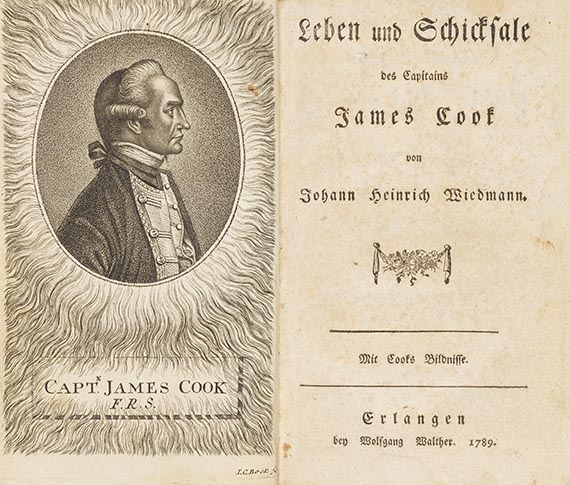 CAPTX. JAMES COOK
F.R.S.
I.C.Bock f.
Leben und Schicksale
des Capitains
James Cook
von
Johann Heinrich Wiedmann.
Mit Cooks Bildnisse.
Erlangen
bey Wolfgang Walther. 1789.